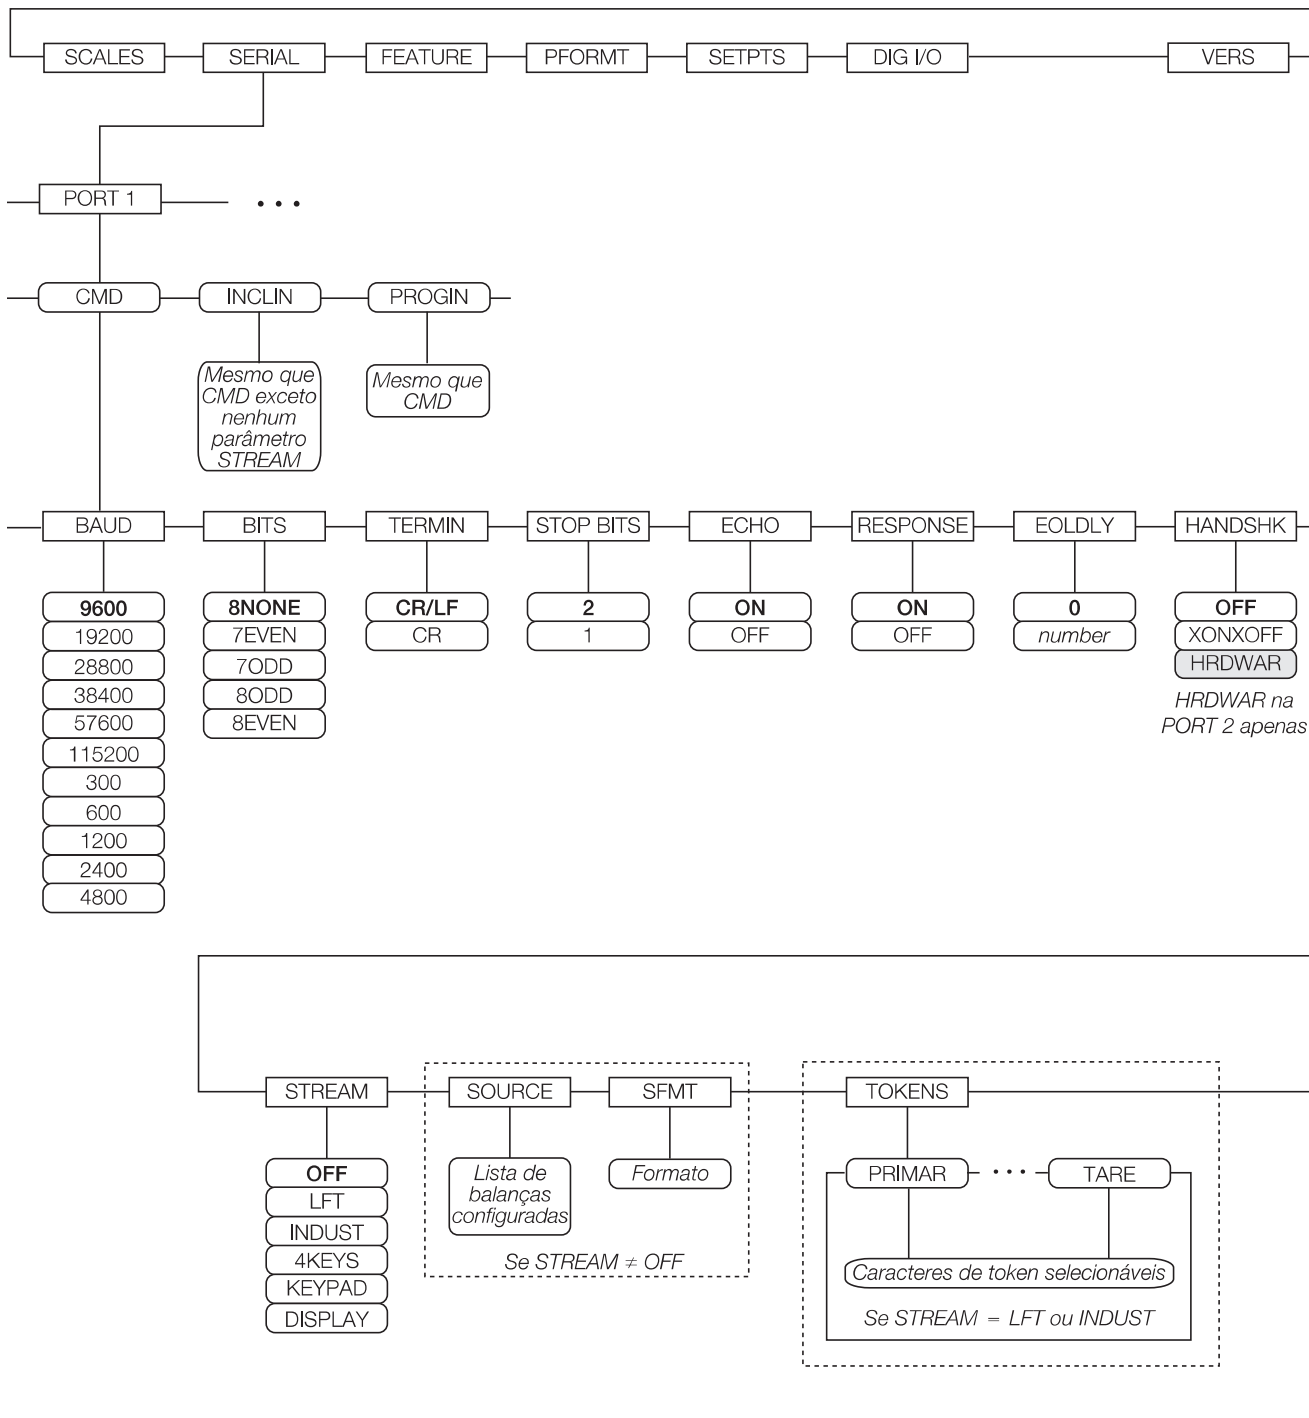 SCALES
SERIAL
FEATURE
PFORMT
SETPTS
DIG I/O
VERS
PORT 1
• • •
CMD
INCLIN
PROGIN
Mesmo que
CMD exceto
nenhum
parâmetro
STREAM
Mesmo que
CMD
BAUD
BITS
TERMIN
STOP BITS
ECHO
RESPONSE
EOLDLY
HANDSHK
9600
19200
28800
38400
57600
115200
300
600
1200
2400
4800
8NONE
7EVEN
7ODD
8ODD
8EVEN
CR/LF
CR
2
1
ON
OFF
ON
OFF
0
number
OFF
XONXOFF
HRDWAR
HRDWAR na
PORT 2 apenas
STREAM
SOURCE
SFMT
TOKENS
OFF
LFT
INDUST
4KEYS
KEYPAD
DISPLAY
Lista de
balanças
configuradas
Formato
Se STREAM ≠ OFF
PRIMAR
• • •
TARE
Caracteres de token selecionáveis
Se STREAM = LFT ou INDUST